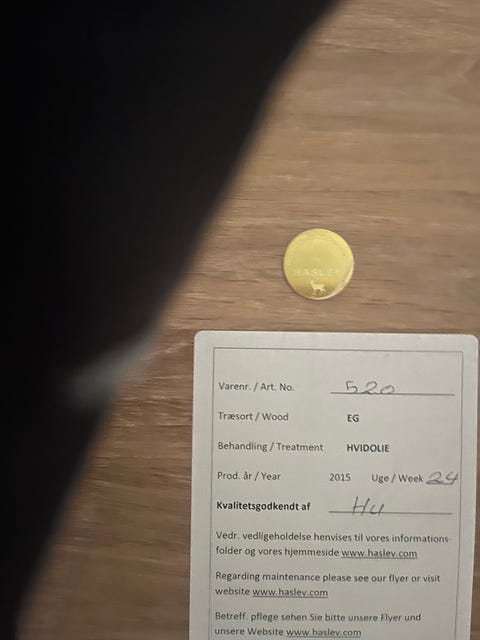 HASLEV
Varenr. / Art. No. 520
Træsort / Wood EG
Behandling / Treatment HVIDOLIE
Prod. år / Year 2015 Uge / Week 24
Kvalitetsgodkendt af Hu
Vedr. vedligeholdelse henvises til vores informations-
folder og vores hjemmeside www.haslev.com
Regarding maintenance please see our flyer or visit
website www.haslev.com
Betreff. pflege sehen Sie bitte unsere Flyer und
unsere Website www.haslev.com